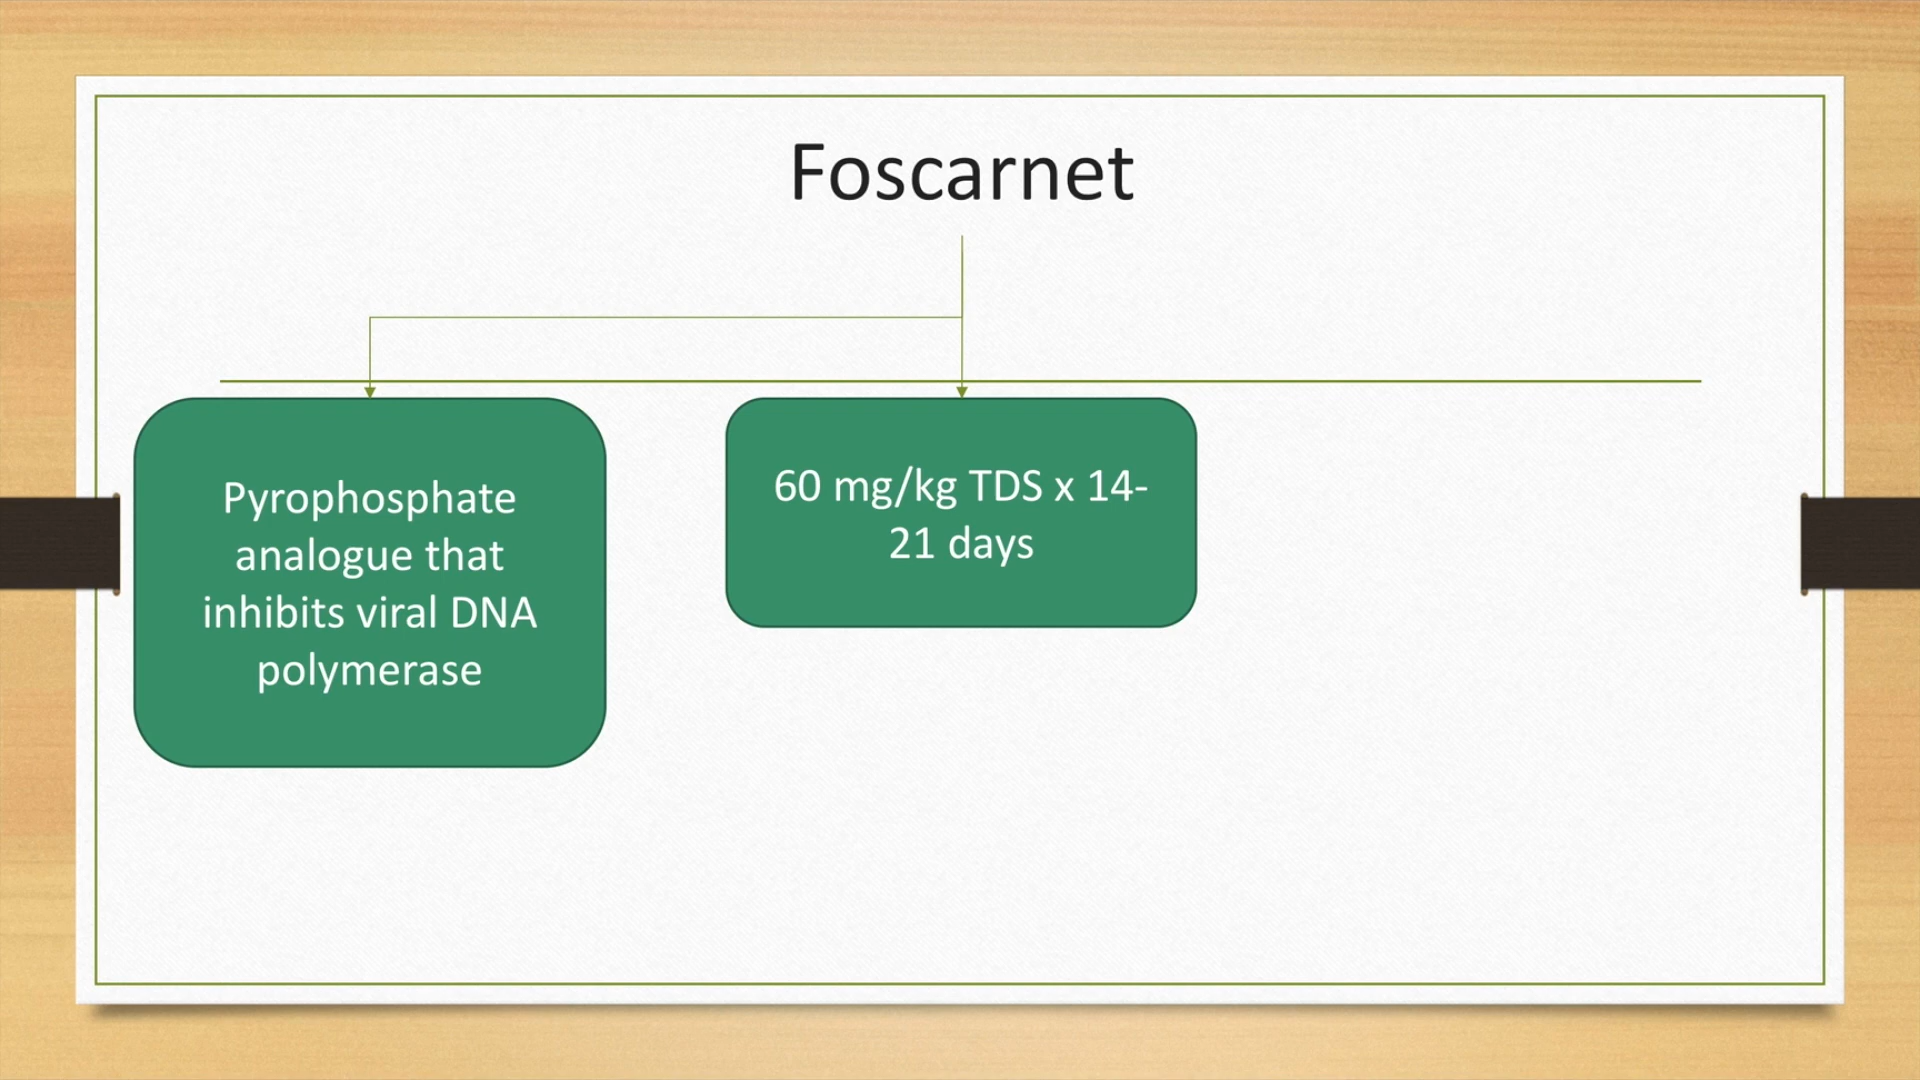 Foscarnet
Pyrophosphate
analogue that
inhibits viral DNA
polymerase
60 mg/kg TDS x 14-
21 days